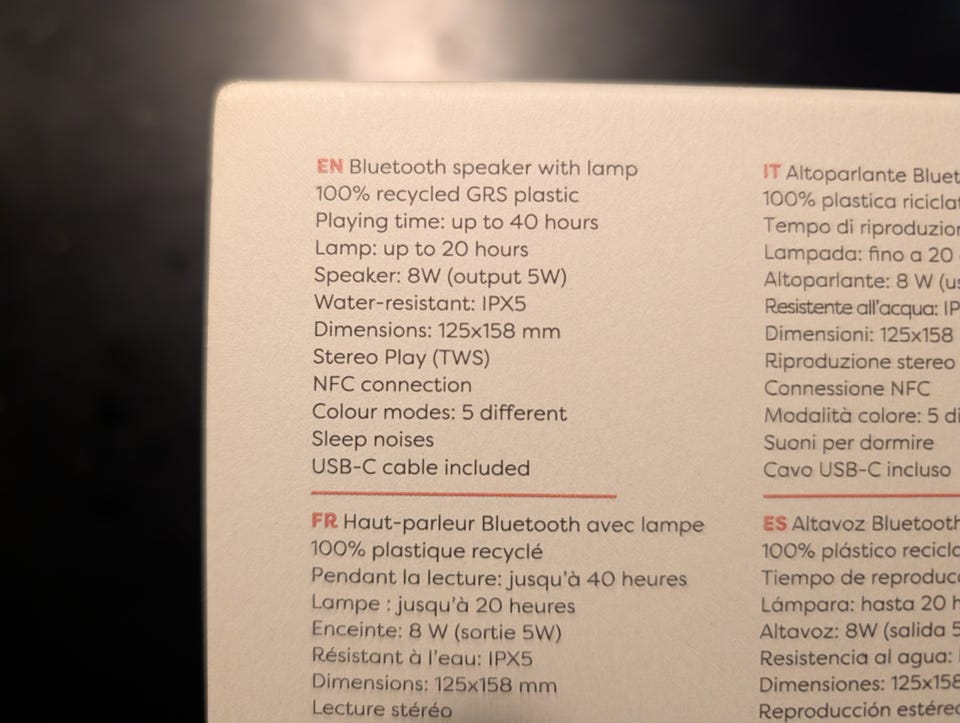 EN Bluetooth speaker with lamp
100% recycled GRS plastic
Playing time: up to 40 hours
Lamp: up to 20 hours
Speaker: 8W (output 5W)
Water-resistant: IPX5
Dimensions: 125x158 mm
Stereo Play (TWS)
NFC connection
Colour modes: 5 different
Sleep noises
USB-C cable included
FR Haut-parleur Bluetooth avec lampe
100% plastique recyclé
Pendant la lecture: jusqu'à 40 heures
Lampe : jusqu'à 20 heures
Enceinte: 8 W (sortie 5W)
Résistant à l'eau: IPX5
Dimensions: 125x158 mm
Lecture stéréo
IT Altoparlante
100% plastica
Tempo di
Lampada: fino a 20
Altoparlante: 8 W
Resistente all'acqua:
Dimensioni: 125x158
Riproduzione stereo
Connessione NFC
Modalità colore: 5
Suoni per dormire
Cavo USB-C incluso
ES Altavoz Bluetooth
100% plástico
Tiempo de
Lámpara: hasta 20
Altavoz: 8W (salida
Resistencia al agua:
Dimensiones: 125x158
Reproducción